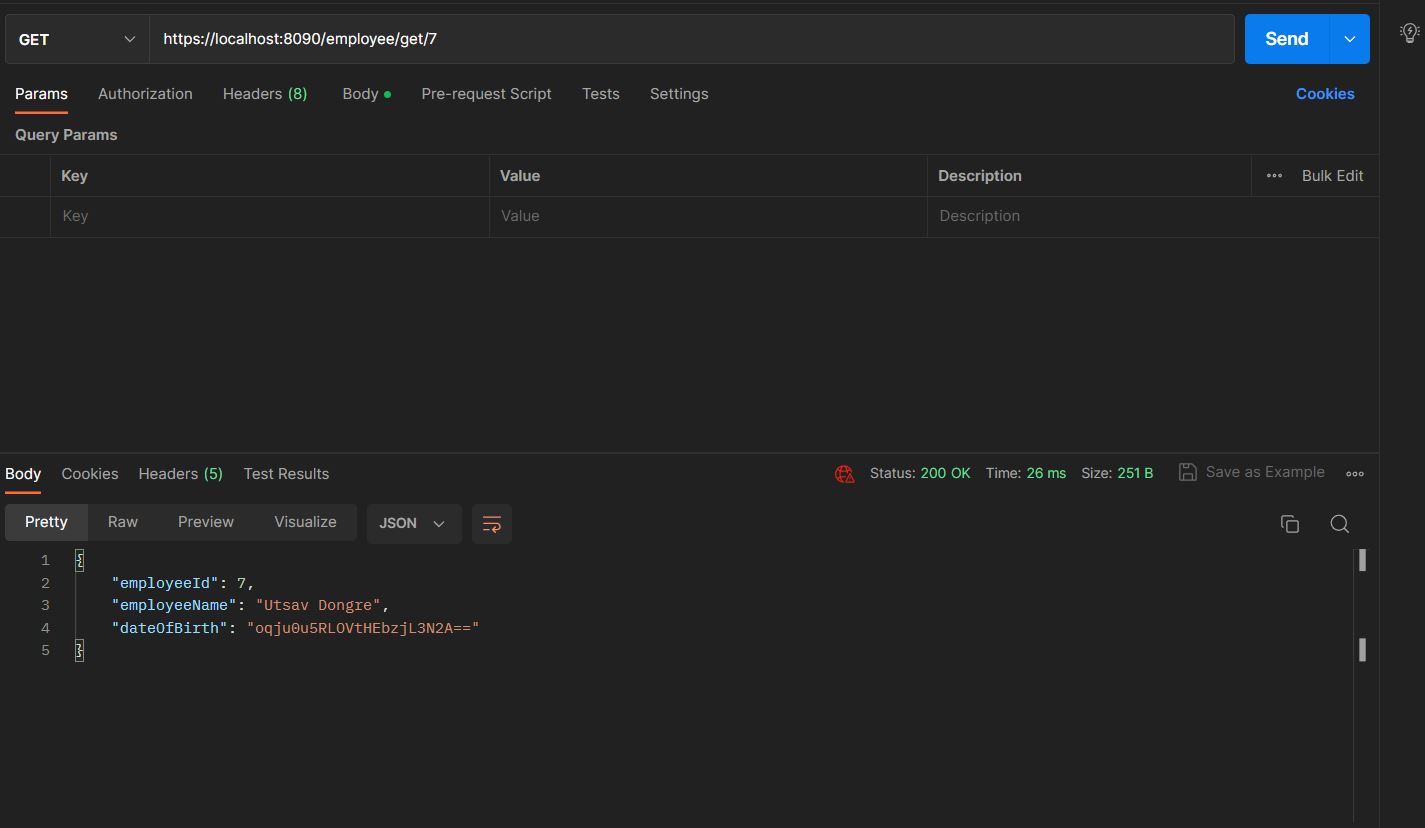 GET https://localhost:8090/employee/get/7 Send
Params Authorization Headers (8) Body Pre-request Script Tests Settings Cookies
Query Params
Key Value Description Bulk Edit
Key Value Description
Body Cookies Headers (5) Test Results Status: 200 OK Time: 26 ms Size: 251 B Save as Example
Pretty Raw Preview Visualize JSON
1 {
2 "employeeId": 7,
3 "employeeName": "Utsav Dongre",
4 "dateOfBirth": "oqju0u5RLOVtHEbzjL3N2A=="
5 }